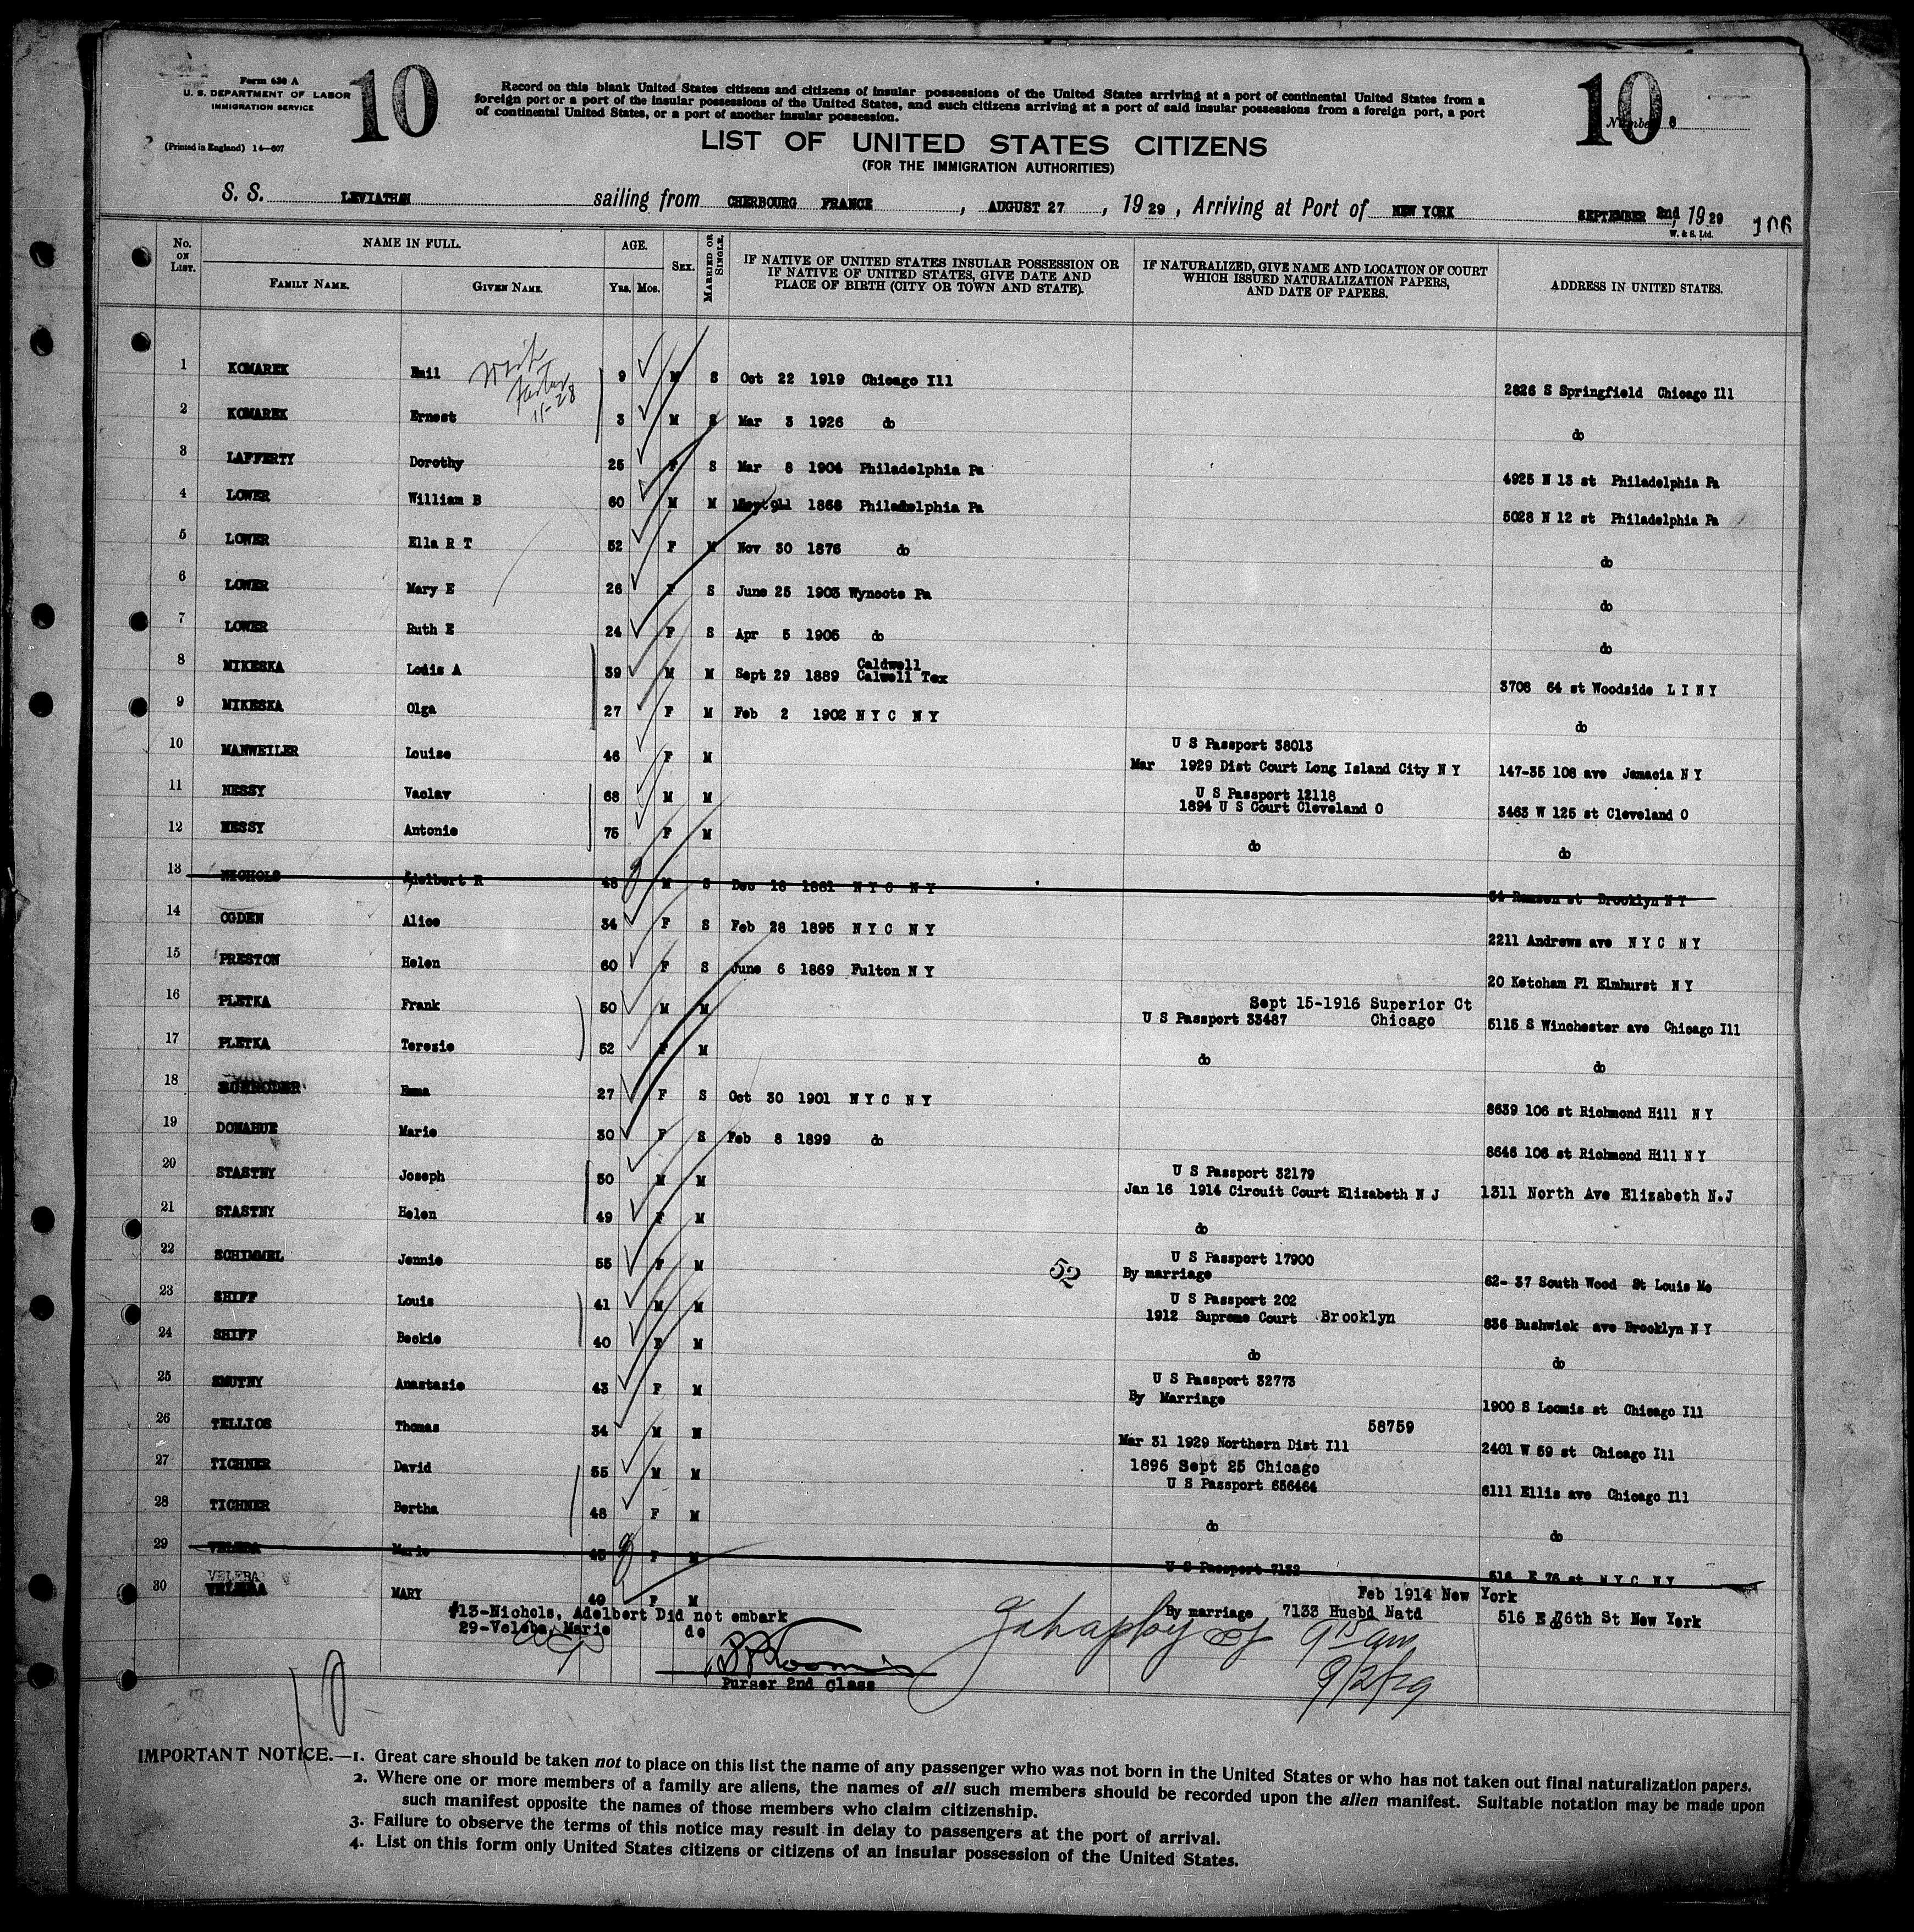 Form 630 A
U. S. DEPARTMENT OF LABOR
IMMIGRATION SERVICE
(Printed in England) 14—607
10
Record on this blank United States citizens and citizens of insular possessions of the United States arriving at a port of continental United States from a
foreign port or a port of the insular possessions of the United States, and such citizens arriving at a port of said insular possessions from a foreign port, a port
of continental United States, or a port of another insular possession.
10
Number 8
LIST OF UNITED STATES CITIZENS
(FOR THE IMMIGRATION AUTHORITIES)
S. S. LEVIATHAN sailing from CHERBOURG FRANCE, AUGUST 27, 1929, Arriving at Port of NEW YORK SEPTEMBER 2nd, 1929
W. & S. Ltd.
106
No. ON LIST. NAME IN FULL. FAMILY NAME. GIVEN NAME. AGE. YRS. MOS. SEX. MARRIED OR SINGLE. IF NATIVE OF UNITED STATES INSULAR POSSESSION OR IF NATIVE OF UNITED STATES, GIVE DATE AND PLACE OF BIRTH (CITY OR TOWN AND STATE). IF NATURALIZED, GIVE NAME AND LOCATION OF COURT WHICH ISSUED NATURALIZATION PAPERS, AND DATE OF PAPERS. ADDRESS IN UNITED STATES.
1 KOMAREK Emil 9 M S Oct 22 1919 Chicago Ill 2826 S Springfield Chicago Ill
11-28
2 KOMAREK Ernest 3 M S Mar 3 1926 do do
3 LAFFERTY Dorothy 25 F S Mar 8 1904 Philadelphia Pa 4925 N 13 st Philadelphia Pa
4 LOWER William B 60 M M 1868 Philadelphia Pa 5028 N 12 st Philadelphia Pa
5 LOWER Ella R T 52 F M Nov 30 1876 do do
6 LOWER Mary E 26 F S June 25 1903 Wyncote Pa do
7 LOWER Ruth E 24 F S Apr 5 1905 do do
8 MIKESKA Louis A 39 M M Sept 29 1889 Caldwell Calwell Tex 3708 64 st Woodside L I N Y
9 MIKESKA Olga 27 F M Feb 2 1902 N Y C N Y do
10 MANWEILER Louise 46 F M U S Passport 38013
Mar 1929 Dist Court Long Island City N Y 147-35 108 ave Jamacia N Y
11 NESSY Vaclav 68 M M U S Passport 12118
1894 U S Court Cleveland O 3463 W 125 st Cleveland O
12 NESSY Antonie 75 F M do do
13 NICHOLS Adelbert R 48 M S Dec 18 1881 N Y C N Y 54 Remsen st Brooklyn N Y
14 OGDEN Alice 34 F S Feb 28 1895 N Y C N Y 2211 Andrews ave N Y C N Y
15 PRESTON Helen 60 F S June 6 1869 Fulton N Y 20 Ketcham Pl Elmhurst N Y
16 PLETKA Frank 50 M M Sept 15-1916 Superior Ct
U S Passport 33487 Chicago 5115 S Winchester ave Chicago Ill
17 PLETKA Terezie 52 F M do do
18 SCHRODER Emma 27 F S Oct 30 1901 N Y C N Y 8639 106 st Richmond Hill N Y
19 DONAHUE Marie 30 F S Feb 8 1899 do 8646 106 st Richmond Hill N Y
20 STASTNY Joseph 50 M M U S Passport 32179
Jan 16 1914 Circuit Court Elizabeth N J 1311 North Ave Elizabeth N.J
21 STASTNY Helen 49 F M do
22 SCHIMMEL Jennie 55 F M 52 U S Passport 17900
By marriage 62- 37 South Wood St Louis Mo
23 SHIFF Louis 41 M M U S Passport 202
1912 Supreme Court Brooklyn 836 Bushwick ave Brooklyn N Y
24 SHIFF Beckie 40 F M do do
25 SMUTNY Anastazie 43 F M U S Passport 32773
By Marriage 1900 S Loomis st Chicago Ill
26 TELLIOS Thomas 34 M M 58759
Mar 31 1929 Northern Dist Ill 2401 W 59 st Chicago Ill
27 TICHNER David 55 M M 1896 Sept 25 Chicago
U S Passport 656464 6111 Ellis ave Chicago Ill
28 TICHNER Bertha 48 F M do do
29 VELEBA Marie 45 F M U S Passport 7132 516 E 76 st N Y C N Y
VELEBA
30 VELEBA MARY 40 F M Feb 1914 New York
By marriage 7133 Husbd Natd 516 E 76th St New York
#13-Nichols, Adelbert Did not embark
29-Veleba, Marie do
9 15 am
9/2/29
Purser 2nd Class
IMPORTANT NOTICE.—1. Great care should be taken not to place on this list the name of any passenger who was not born in the United States or who has not taken out final naturalization papers.
2. Where one or more members of a family are aliens, the names of all such members should be recorded upon the alien manifest. Suitable notation may be made upon
such manifest opposite the names of those members who claim citizenship.
3. Failure to observe the terms of this notice may result in delay to passengers at the port of arrival.
4. List on this form only United States citizens or citizens of an insular possession of the United States.